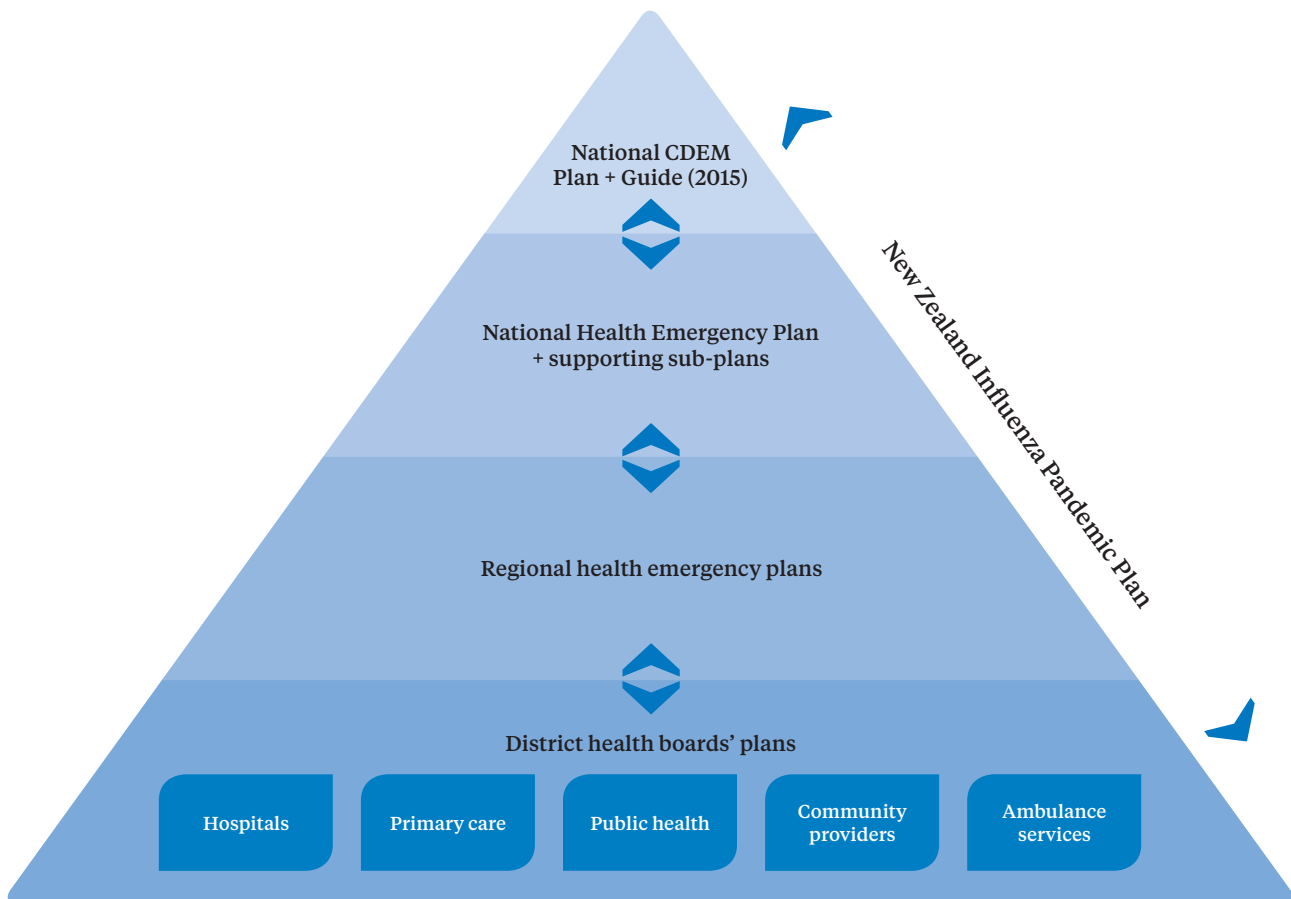 National CDEM
Plan + Guide (2015)
New Zealand Influenza Pandemic Plan
National Health Emergency Plan
+ supporting sub-plans
Regional health emergency plans
District health boards’ plans
Hospitals
Primary care
Public health
Community
providers
Ambulance
services